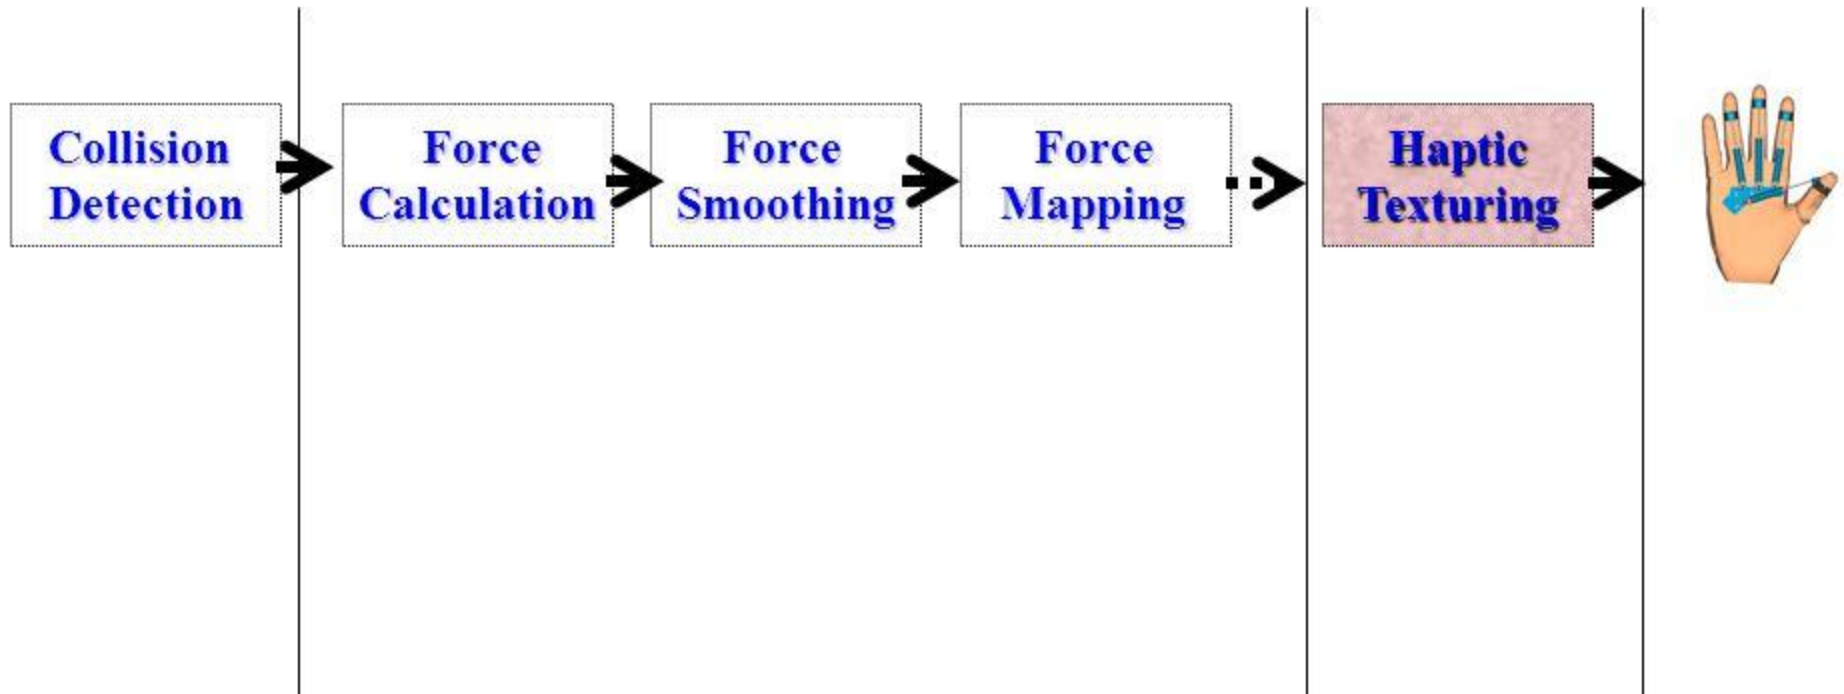 Collision
Detection
Force
Calculation
Force
Smoothing
Force
Mapping
Haptic
Texturing